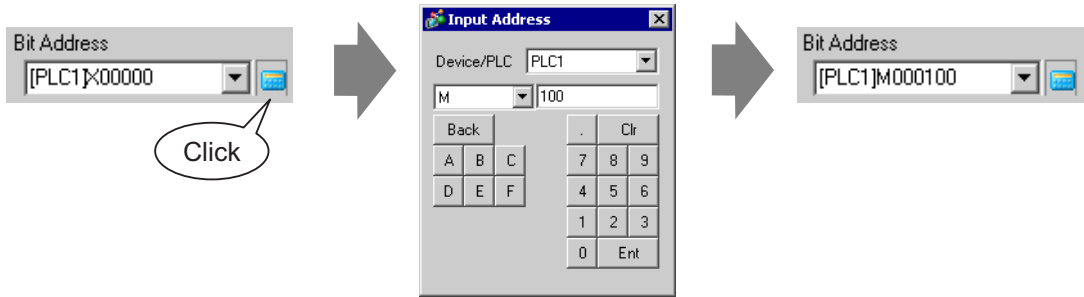 Bit Address
[PLC1]X00000
Click
Input Address
Device/PLC PLC1
M 100
Back . Clr
A B C 7 8 9
D E F 4 5 6
1 2 3
0 Ent
Bit Address
[PLC1]M000100